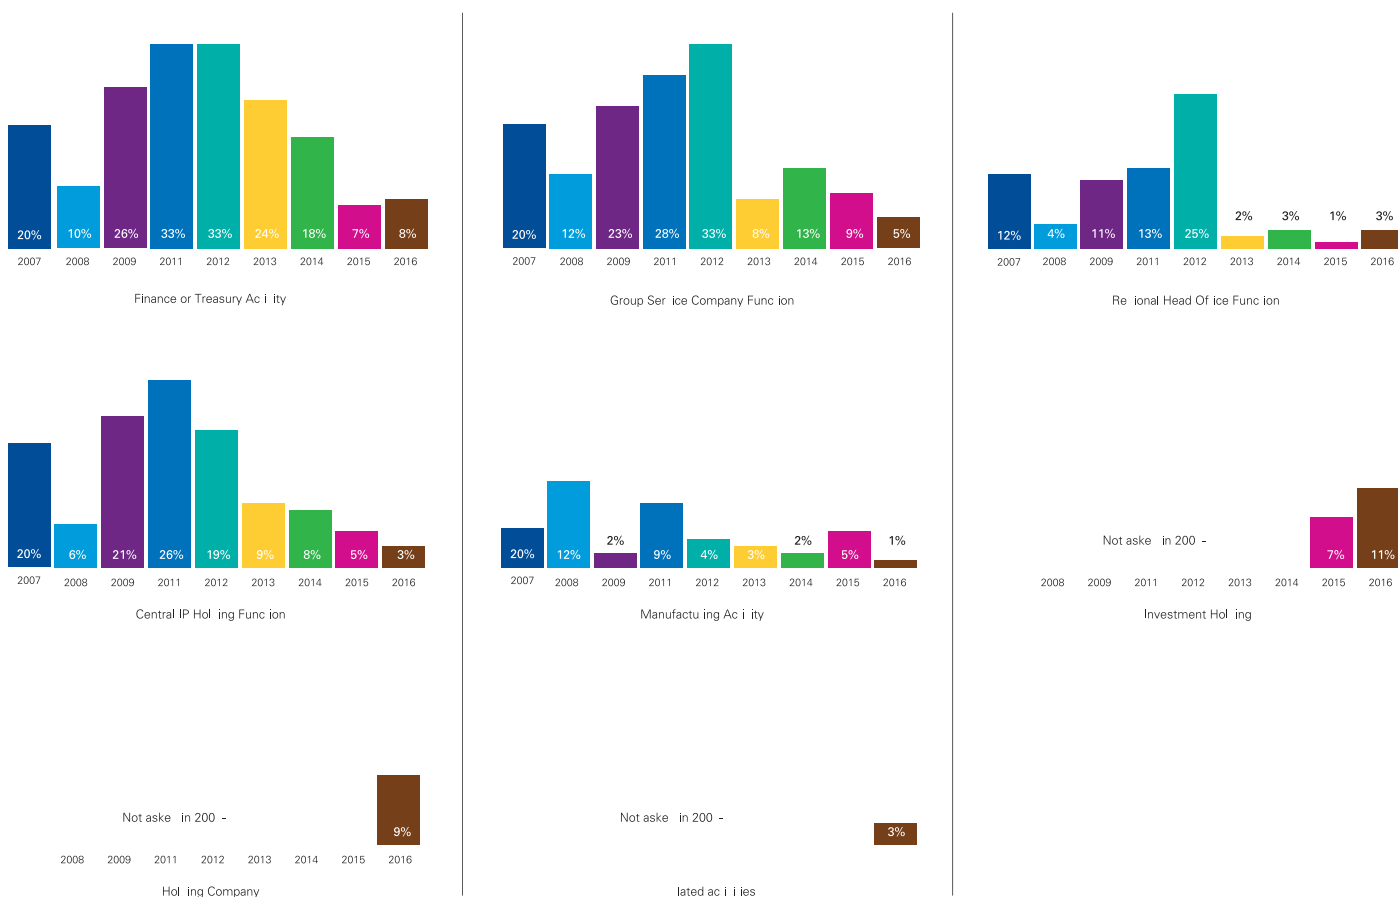 20% 10% 26% 33% 33% 24% 18% 7% 8%
2007 2008 2009 2011 2012 2013 2014 2015 2016
Finance or Treasury Ac i ity
20% 12% 23% 28% 33% 8% 13% 9% 5%
2007 2008 2009 2011 2012 2013 2014 2015 2016
Group Ser ice Company Func ion
2% 3% 1% 3%
12% 4% 11% 13% 25%
2007 2008 2009 2011 2012 2013 2014 2015 2016
Re ional Head Of ice Func ion
20% 6% 21% 26% 19% 9% 8% 5% 3%
2007 2008 2009 2011 2012 2013 2014 2015 2016
Central IP Hol ing Func ion
2% 2% 1%
20% 12% 9% 4% 3% 5%
2007 2008 2009 2011 2012 2013 2014 2015 2016
Manufactu ing Ac i ity
Not aske in 200 -
7% 11%
2008 2009 2011 2012 2013 2014 2015 2016
Investment Hol ing
Not aske in 200 -
9%
2008 2009 2011 2012 2013 2014 2015 2016
Hol ing Company
Not aske in 200 -
3%
lated ac i i ies